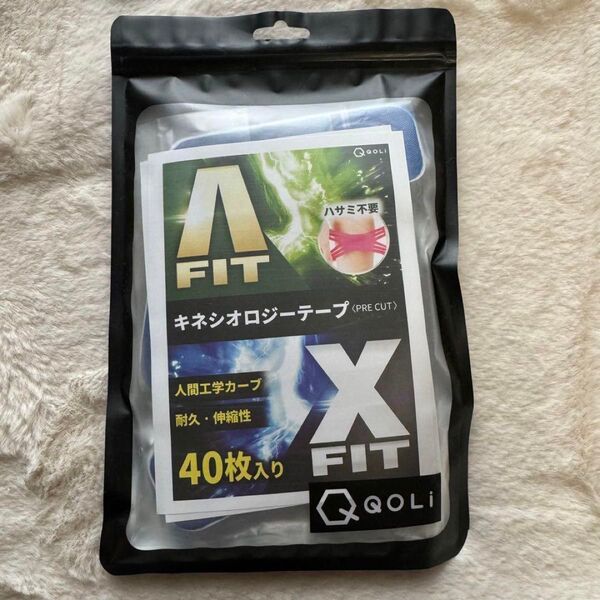 QOLi
Λ
FIT
ハサミ不要
キネシオロジーテープ〈PRE CUT〉
人間工学カーブ
耐久・伸縮性
40枚入り
X
FIT
QOLi